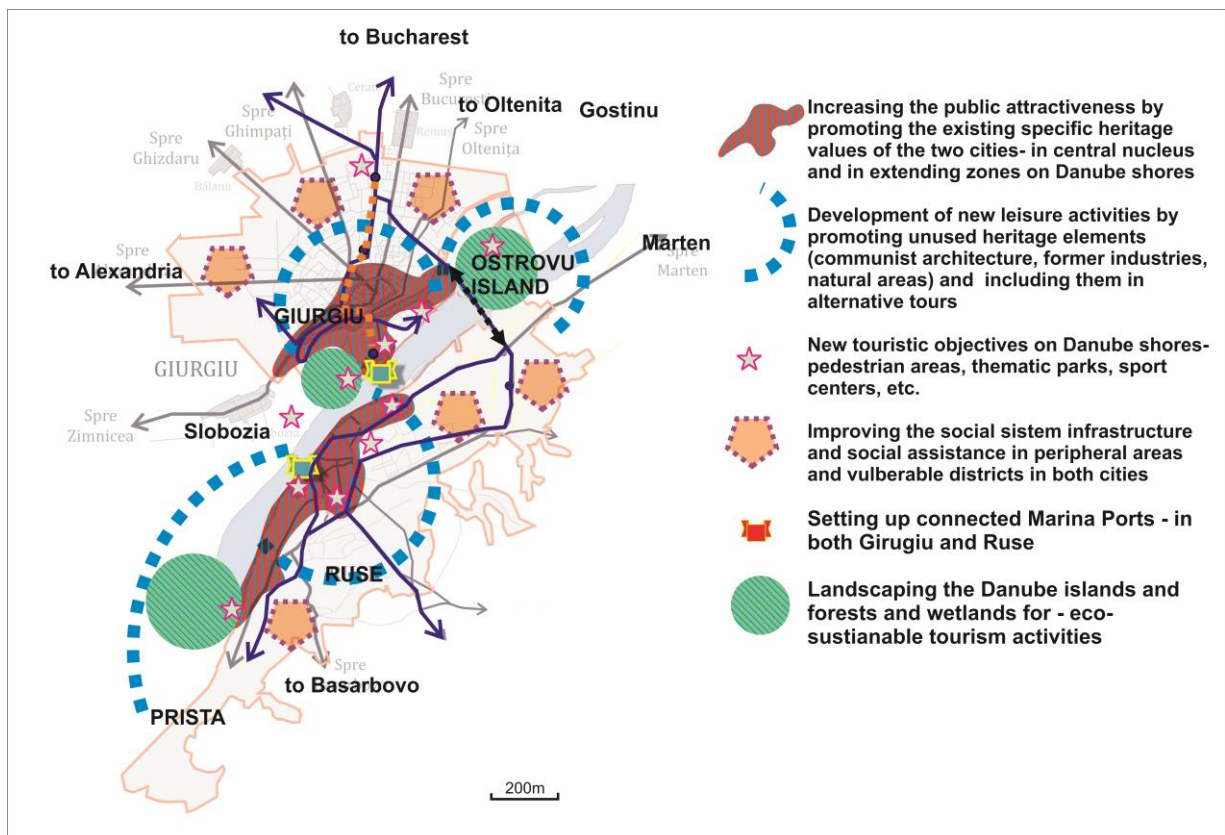 to Bucharest
Cetat
Spre
Bucuresti
to Oltenita
Gostinu
Spre
Ghimpați
Remus
Spre
Oltenița
Spre
Ghizdaru
Bălanu
Spre
to Alexandria
Marten
Spre
Marten
OSTROVU
ISLAND
GIURGIU
GIURGIU
Spre
Zimnicea
Slobozia
RUSE
Spre
to Basarbovo
PRISTA
200m
Increasing the public attractiveness by
promoting the existing specific heritage
values of the two cities- in central nucleus
and in extending zones on Danube shores
Development of new leisure activities by
promoting unused heritage elements
(communist architecture, former industries,
natural areas) and including them in
alternative tours
New touristic objectives on Danube shores-
pedestrian areas, thematic parks, sport
centers, etc.
Improving the social sistem infrastructure
and social assistance in peripheral areas
and vulberable districts in both cities
Setting up connected Marina Ports - in
both Girugiu and Ruse
Landscaping the Danube islands and
forests and wetlands for - eco-
sustianable tourism activities